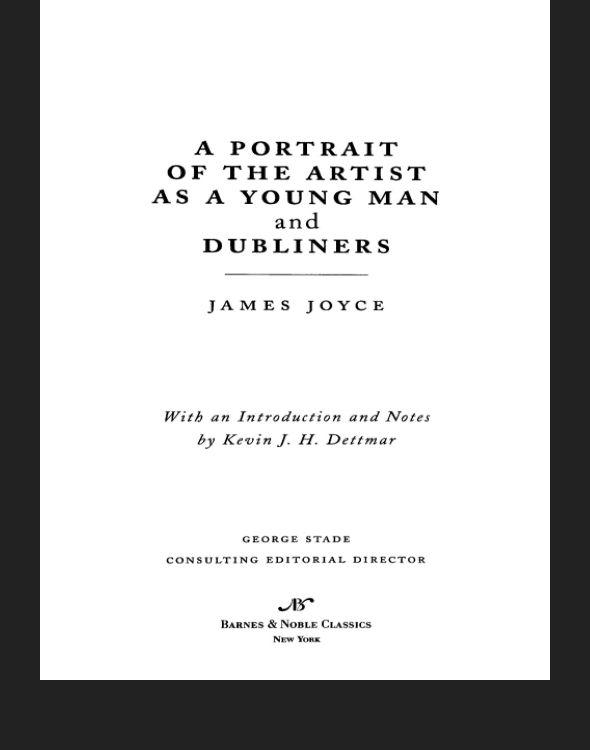 A PORTRAIT
OF THE ARTIST
AS A YOUNG MAN
and
DUBLINERS
JAMES JOYCE
With an Introduction and Notes
by Kevin J. H. Dettmar
GEORGE STADE
CONSULTING EDITORIAL DIRECTOR
BARNES & NOBLE CLASSICS
NEW YORK